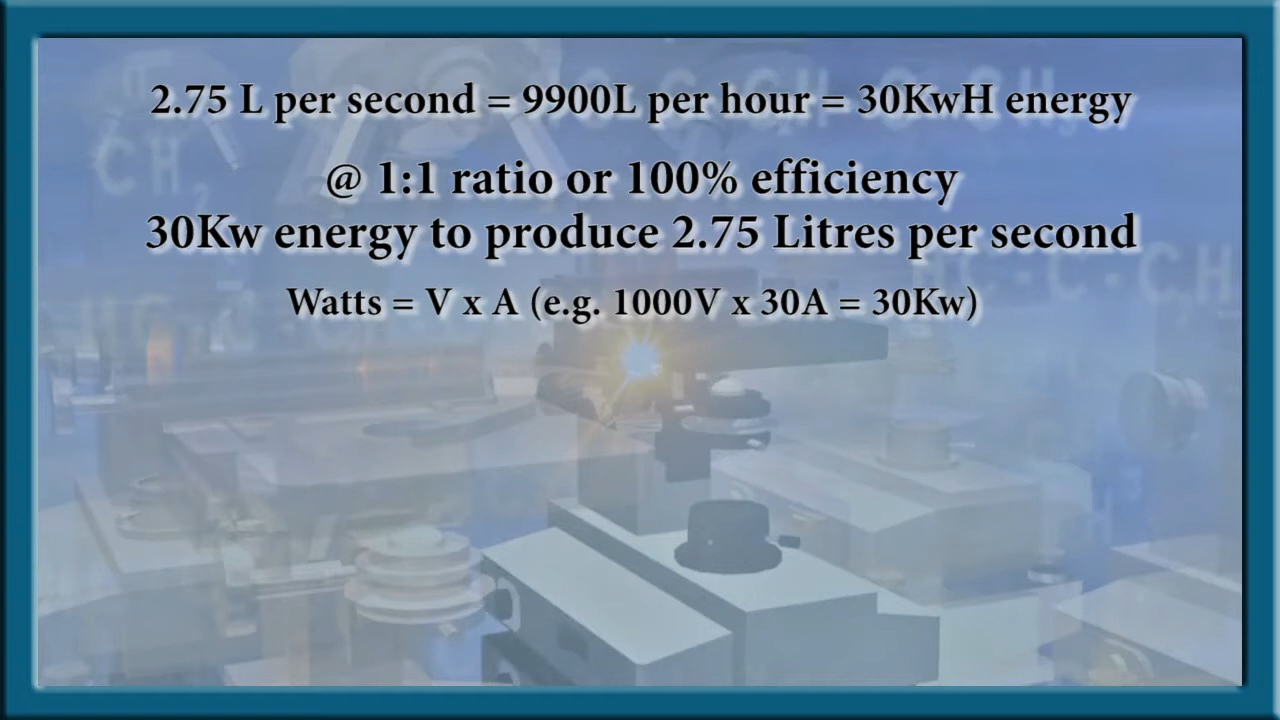 2.75 L per second = 9900L per hour = 30KwH energy
@ 1:1 ratio or 100% efficiency
30Kw energy to produce 2.75 Litres per second
Watts = V x A (e.g. 1000V x 30A = 30Kw)
CH2